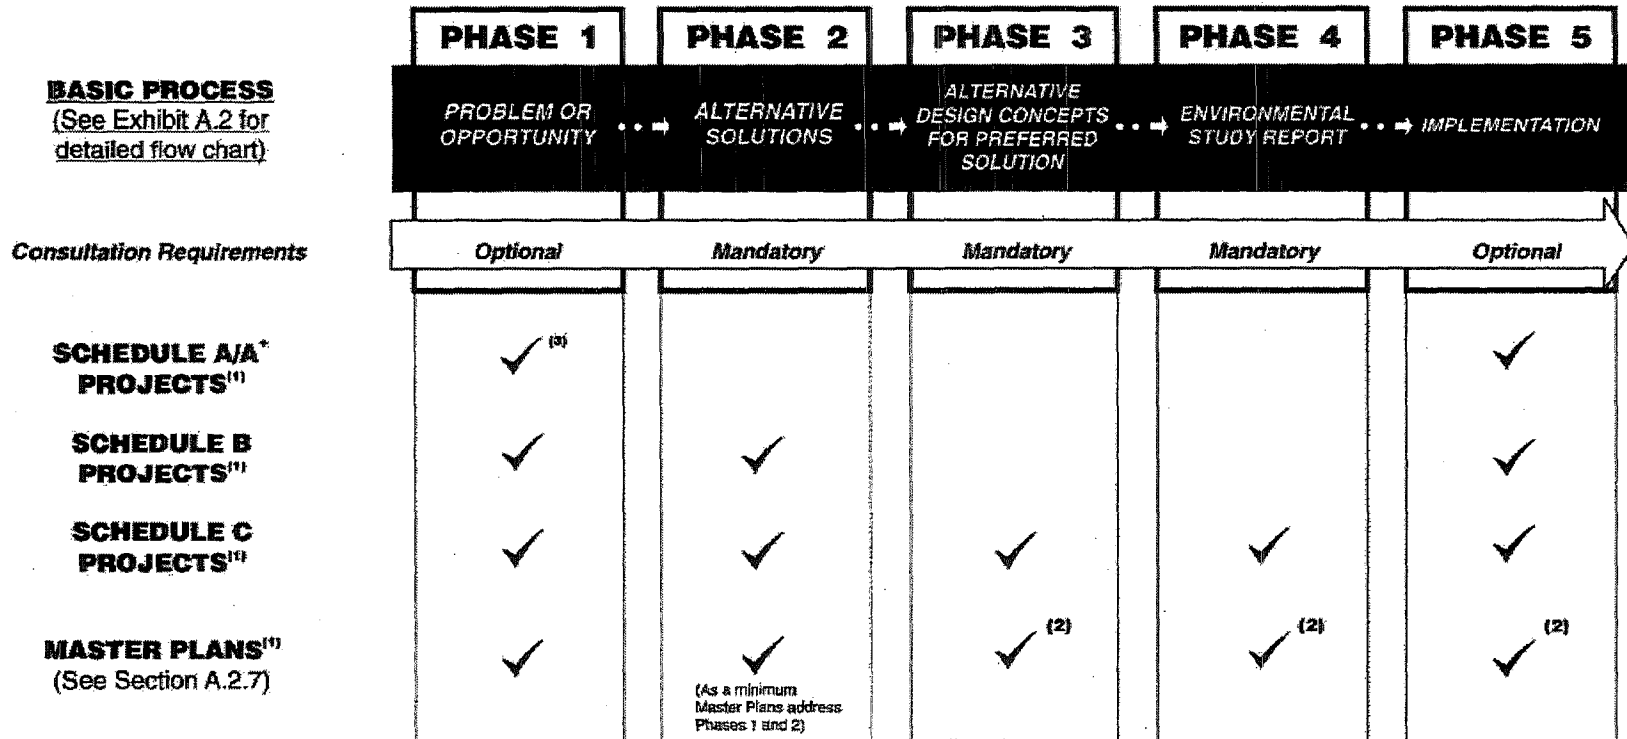 PHASE 1 PHASE 2 PHASE 3 PHASE 4 PHASE 5
BASIC PROCESS
(See Exhibit A.2 for
detailed flow chart)
PROBLEM OR
OPPORTUNITY
ALTERNATIVE
SOLUTIONS
ALTERNATIVE
DESIGN CONCEPTS
FOR PREFERRED
SOLUTION
ENVIRONMENTAL
STUDY REPORT
IMPLEMENTATION
Consultation Requirements Optional Mandatory Mandatory Mandatory Optional
SCHEDULE A/A+
PROJECTS(1)
✓ (3) ✓
SCHEDULE B
PROJECTS(1)
✓ ✓ ✓
SCHEDULE C
PROJECTS(1)
✓ ✓ ✓ ✓ ✓
MASTER PLANS(1)
(See Section A.2.7)
✓ ✓ ✓ (2) ✓ (2) ✓ (2)
(As a minimum
Master Plans address
Phases 1 and 2)